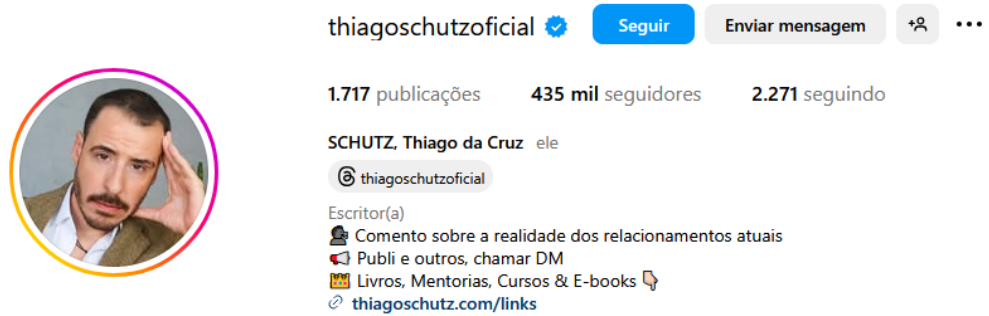 thiagoschutzoficial Seguir Enviar mensagem
1.717 publicações 435 mil seguidores 2.271 seguindo
SCHUTZ, Thiago da Cruz ele
thiagoschutzoficial
Escritor(a)
🗣️ Comento sobre a realidade dos relacionamentos atuais
📢 Publi e outros, chamar DM
👑 Livros, Mentorias, Cursos & E-books 👇🏻
thiagoschutz.com/links